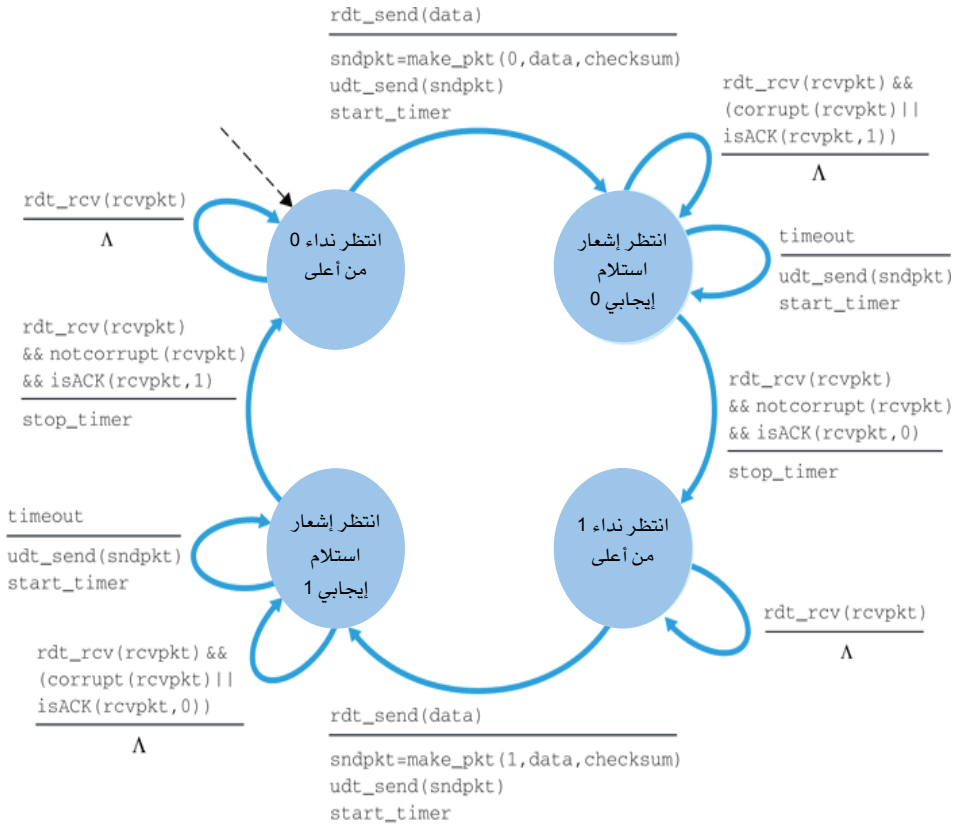 rdt_send(data)
sndpkt=make_pkt(0,data,checksum)
udt_send(sndpkt)
start_timer
rdt_rcv(rcvpkt) &&
(corrupt(rcvpkt)||
isACK(rcvpkt,1))
Λ
rdt_rcv(rcvpkt)
Λ
انتظر نداء 0
من أعلى
انتظر إشعار
استلام
إيجابي 0
timeout
udt_send(sndpkt)
start_timer
rdt_rcv(rcvpkt)
&& notcorrupt(rcvpkt)
&& isACK(rcvpkt,1)
stop_timer
rdt_rcv(rcvpkt)
&& notcorrupt(rcvpkt)
&& isACK(rcvpkt,0)
stop_timer
timeout
udt_send(sndpkt)
start_timer
انتظر إشعار
استلام
إيجابي 1
انتظر نداء 1
من أعلى
rdt_rcv(rcvpkt)
Λ
rdt_rcv(rcvpkt) &&
(corrupt(rcvpkt)||
isACK(rcvpkt,0))
Λ
rdt_send(data)
sndpkt=make_pkt(1,data,checksum)
udt_send(sndpkt)
start_timer